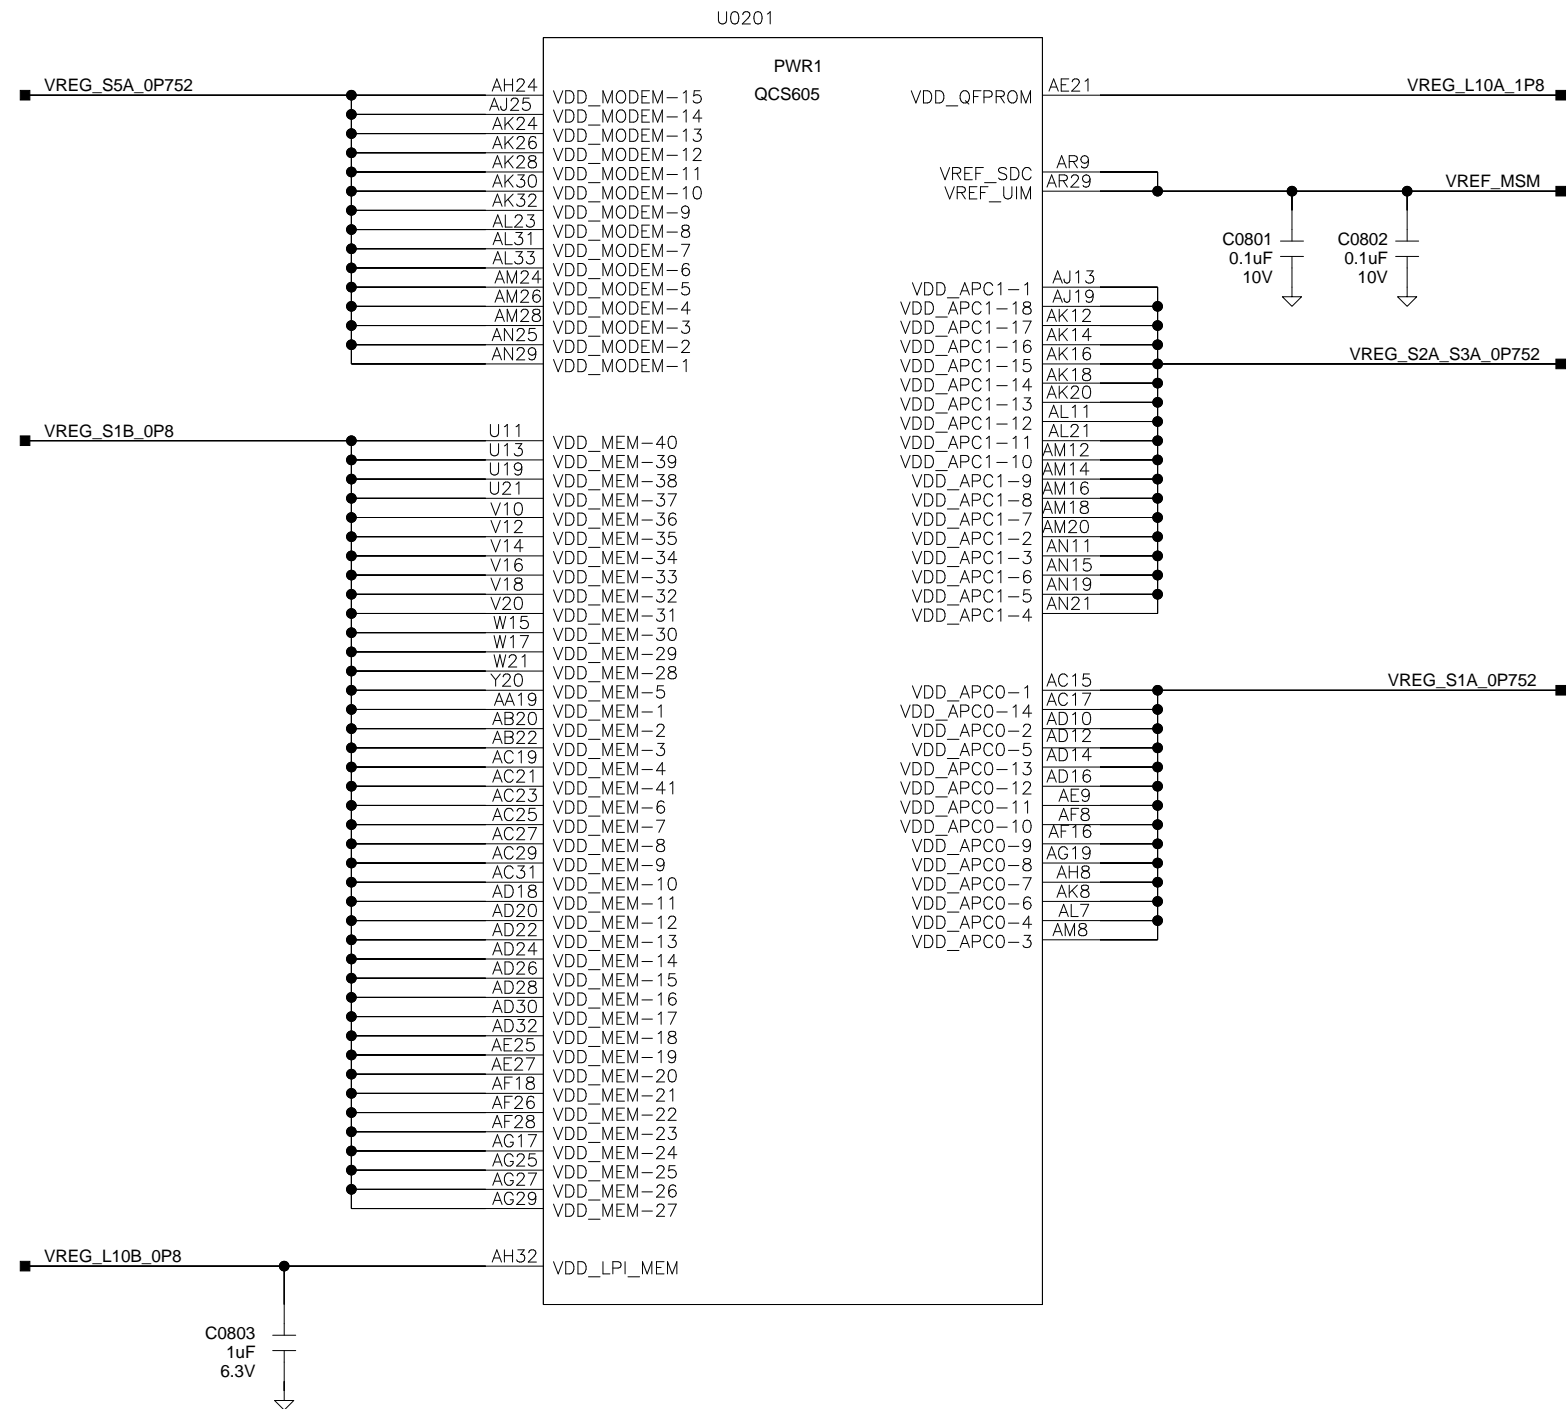 U0201
PWR1
QCS605
VREG_S5A_0P752
AH24 VDD_MODEM-15
AJ25 VDD_MODEM-14
AK24 VDD_MODEM-13
AK26 VDD_MODEM-12
AK28 VDD_MODEM-11
AK30 VDD_MODEM-10
AK32 VDD_MODEM-9
AL23 VDD_MODEM-8
AL31 VDD_MODEM-7
AL33 VDD_MODEM-6
AM24 VDD_MODEM-5
AM26 VDD_MODEM-4
AM28 VDD_MODEM-3
AN25 VDD_MODEM-2
AN29 VDD_MODEM-1
VREG_S1B_0P8
U11 VDD_MEM-40
U13 VDD_MEM-39
U19 VDD_MEM-38
U21 VDD_MEM-37
V10 VDD_MEM-36
V12 VDD_MEM-35
V14 VDD_MEM-34
V16 VDD_MEM-33
V18 VDD_MEM-32
V20 VDD_MEM-31
W15 VDD_MEM-30
W17 VDD_MEM-29
W21 VDD_MEM-28
Y20 VDD_MEM-5
AA19 VDD_MEM-1
AB20 VDD_MEM-2
AB22 VDD_MEM-3
AC19 VDD_MEM-4
AC21 VDD_MEM-41
AC23 VDD_MEM-6
AC25 VDD_MEM-7
AC27 VDD_MEM-8
AC29 VDD_MEM-9
AC31 VDD_MEM-10
AD18 VDD_MEM-11
AD20 VDD_MEM-12
AD22 VDD_MEM-13
AD24 VDD_MEM-14
AD26 VDD_MEM-15
AD28 VDD_MEM-16
AD30 VDD_MEM-17
AD32 VDD_MEM-18
AE25 VDD_MEM-19
AE27 VDD_MEM-20
AF18 VDD_MEM-21
AF26 VDD_MEM-22
AF28 VDD_MEM-23
AG17 VDD_MEM-24
AG25 VDD_MEM-25
AG27 VDD_MEM-26
AG29 VDD_MEM-27
VREG_L10B_0P8
AH32 VDD_LPI_MEM
C0803
1uF
6.3V
VDD_QFPROM AE21 VREG_L10A_1P8
VREF_SDC AR9
VREF_UIM AR29 VREF_MSM
C0801
0.1uF
10V
C0802
0.1uF
10V
VDD_APC1-1 AJ13
VDD_APC1-18 AJ19
VDD_APC1-17 AK12
VDD_APC1-16 AK14
VDD_APC1-15 AK16 VREG_S2A_S3A_0P752
VDD_APC1-14 AK18
VDD_APC1-13 AK20
VDD_APC1-12 AL11
VDD_APC1-11 AL21
VDD_APC1-10 AM12
VDD_APC1-9 AM14
VDD_APC1-8 AM16
VDD_APC1-7 AM18
VDD_APC1-2 AM20
VDD_APC1-3 AN11
VDD_APC1-6 AN15
VDD_APC1-5 AN19
VDD_APC1-4 AN21
VDD_APC0-1 AC15 VREG_S1A_0P752
VDD_APC0-14 AC17
VDD_APC0-2 AD10
VDD_APC0-5 AD12
VDD_APC0-13 AD14
VDD_APC0-12 AD16
VDD_APC0-11 AE9
VDD_APC0-10 AF8
VDD_APC0-9 AF16
VDD_APC0-8 AG19
VDD_APC0-7 AH8
VDD_APC0-6 AK8
VDD_APC0-4 AL7
VDD_APC0-3 AM8